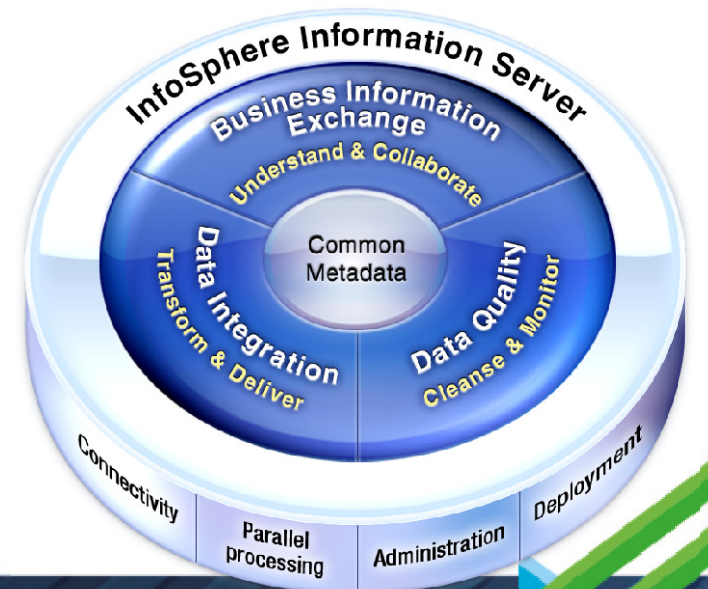 InfoSphere Information Server
Business Information
Exchange
Understand & Collaborate
Common
Metadata
Data Integration
Transform & Deliver
Data Quality
Cleanse & Monitor
Connectivity
Parallel
processing
Administration
Deployment